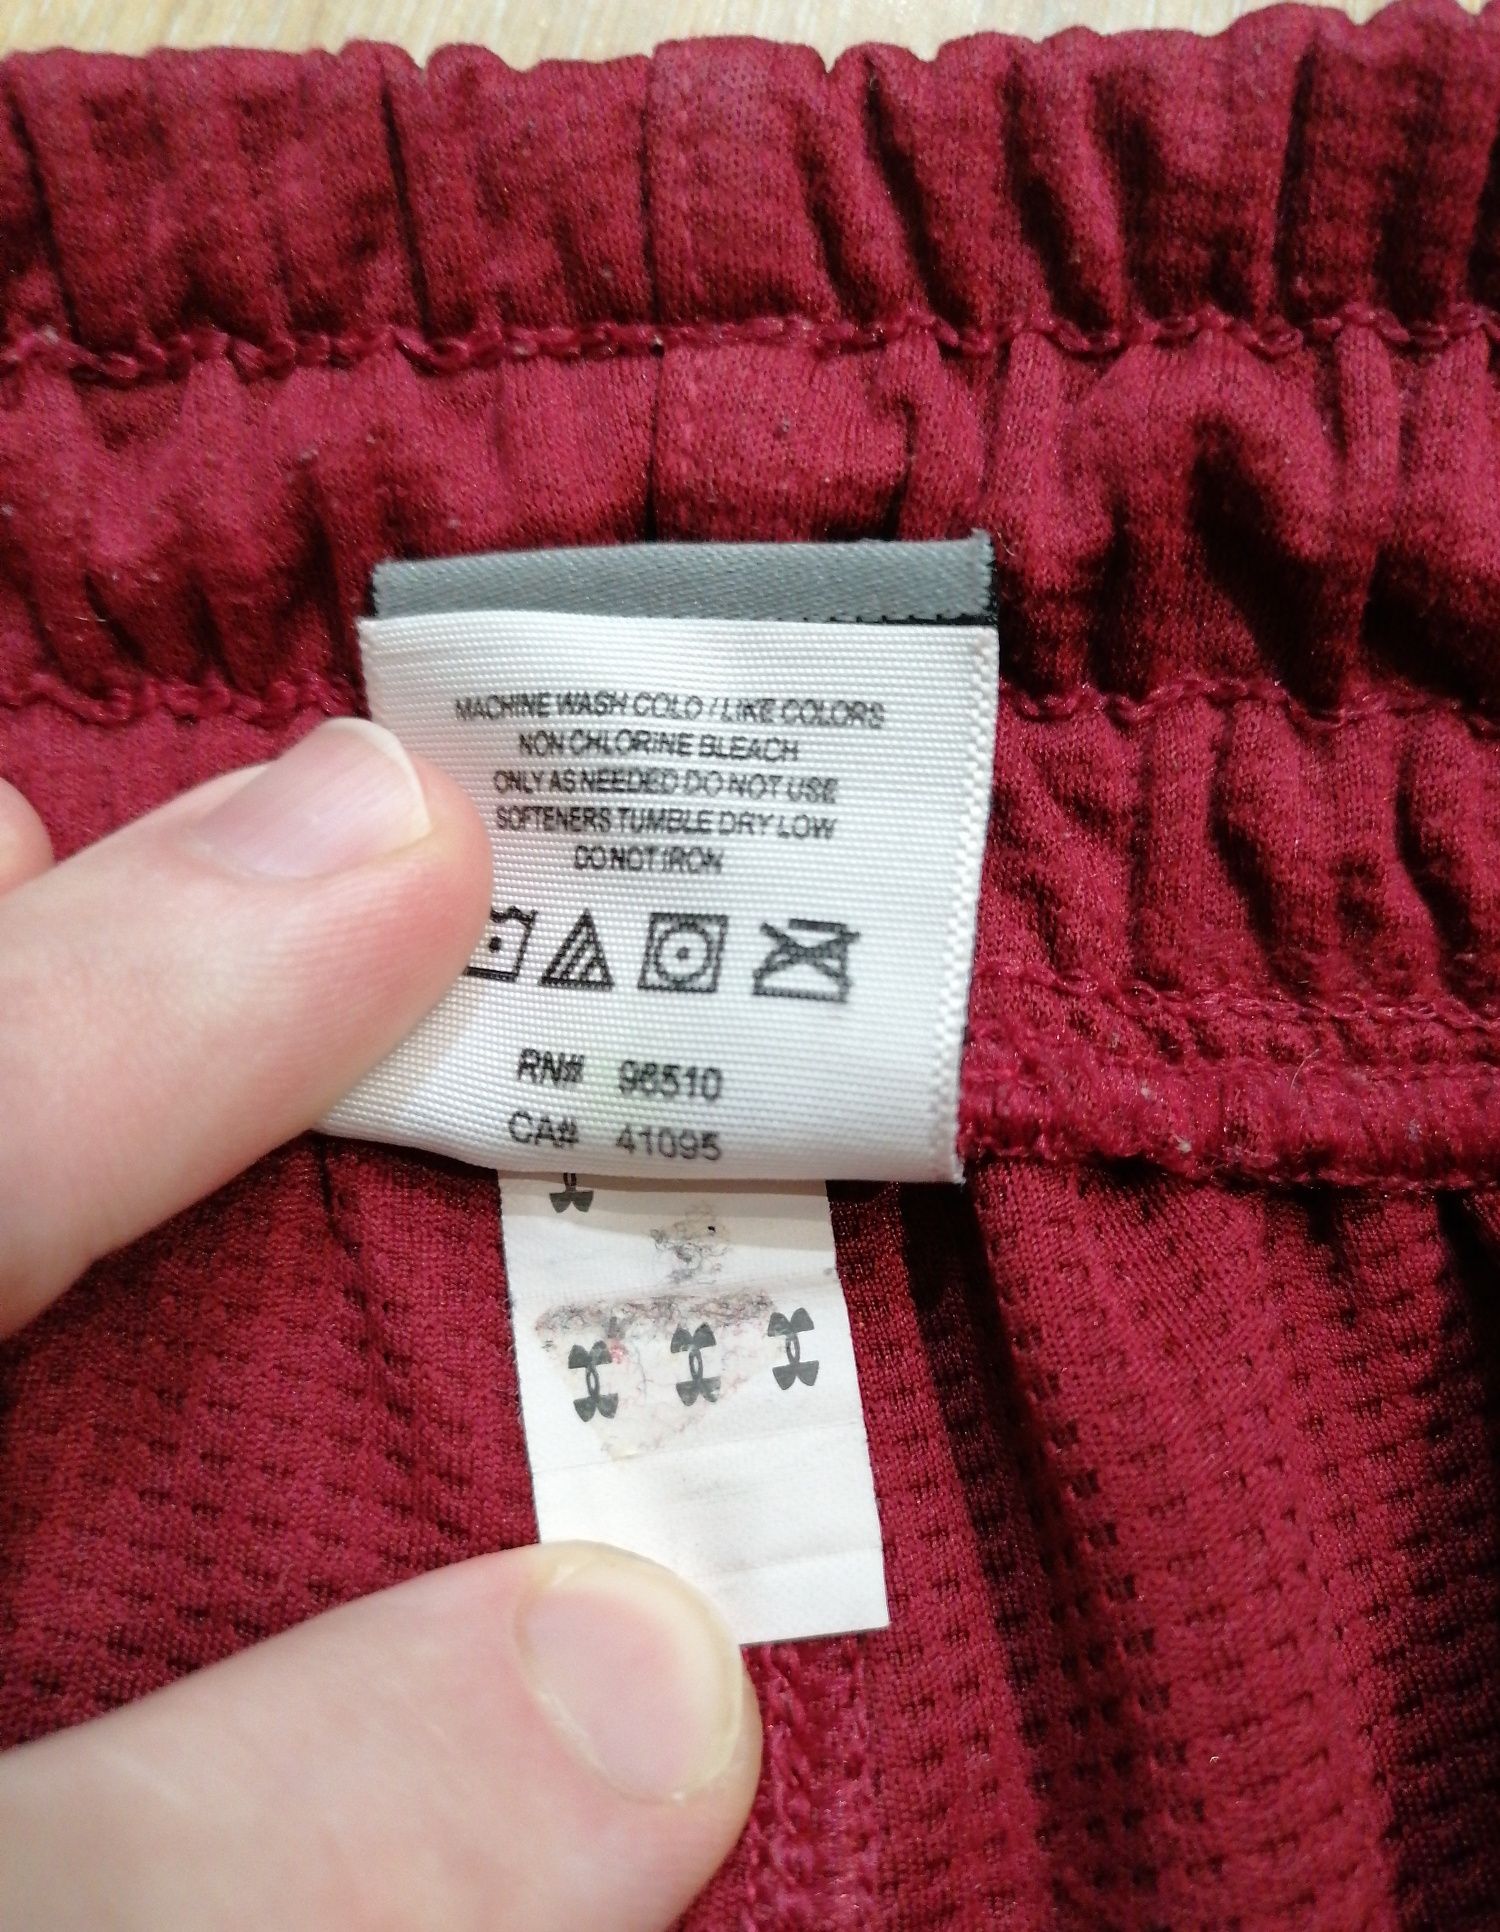 MACHINE WASH COLD / LIKE COLORS
NON CHLORINE BLEACH
ONLY AS NEEDED DO NOT USE
SOFTENERS TUMBLE DRY LOW
DO NOT IRON
RN# 96510
CA# 41095